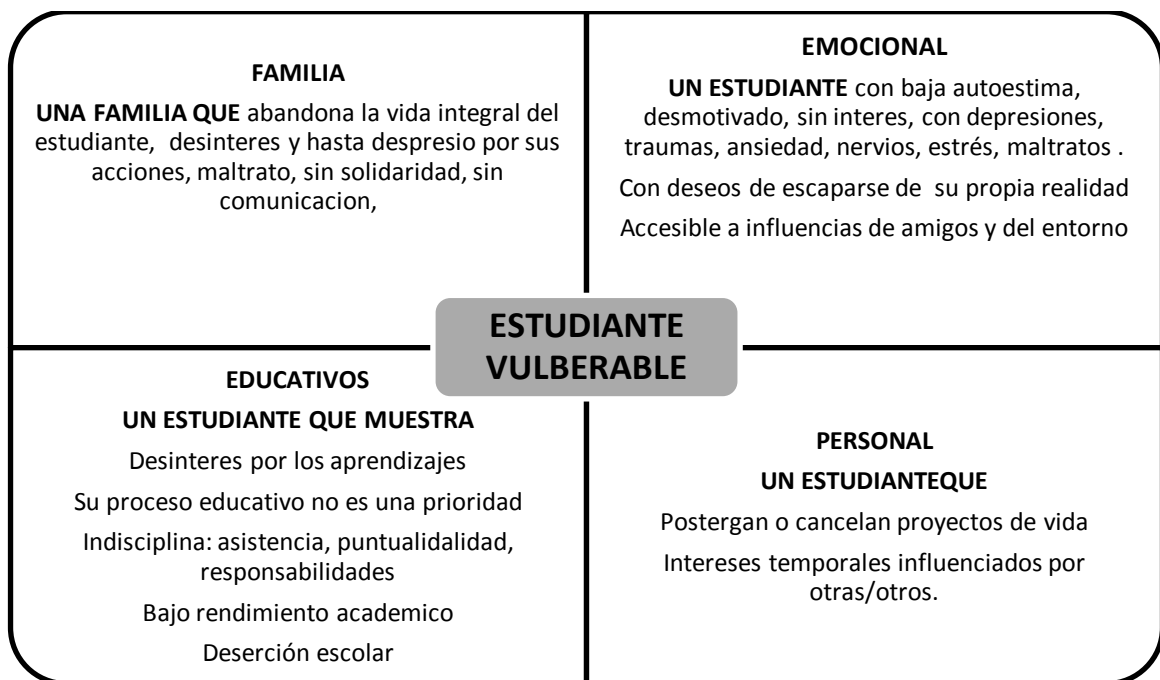 FAMILIA
UNA FAMILIA QUE abandona la vida integral del
estudiante, desinteres y hasta despresio por sus
acciones, maltrato, sin solidaridad, sin
comunicacion,
EMOCIONAL
UN ESTUDIANTE con baja autoestima,
desmotivado, sin interes, con depresiones,
traumas, ansiedad, nervios, estrés, maltratos .
Con deseos de escaparse de su propia realidad
Accesible a influencias de amigos y del entorno
ESTUDIANTE
VULBERABLE
EDUCATIVOS
UN ESTUDIANTE QUE MUESTRA
Desinteres por los aprendizajes
Su proceso educativo no es una prioridad
Indisciplina: asistencia, puntualidalidad,
responsabilidades
Bajo rendimiento academico
Deserción escolar
PERSONAL
UN ESTUDIANTEQUE
Postergan o cancelan proyectos de vida
Intereses temporales influenciados por
otras/otros.